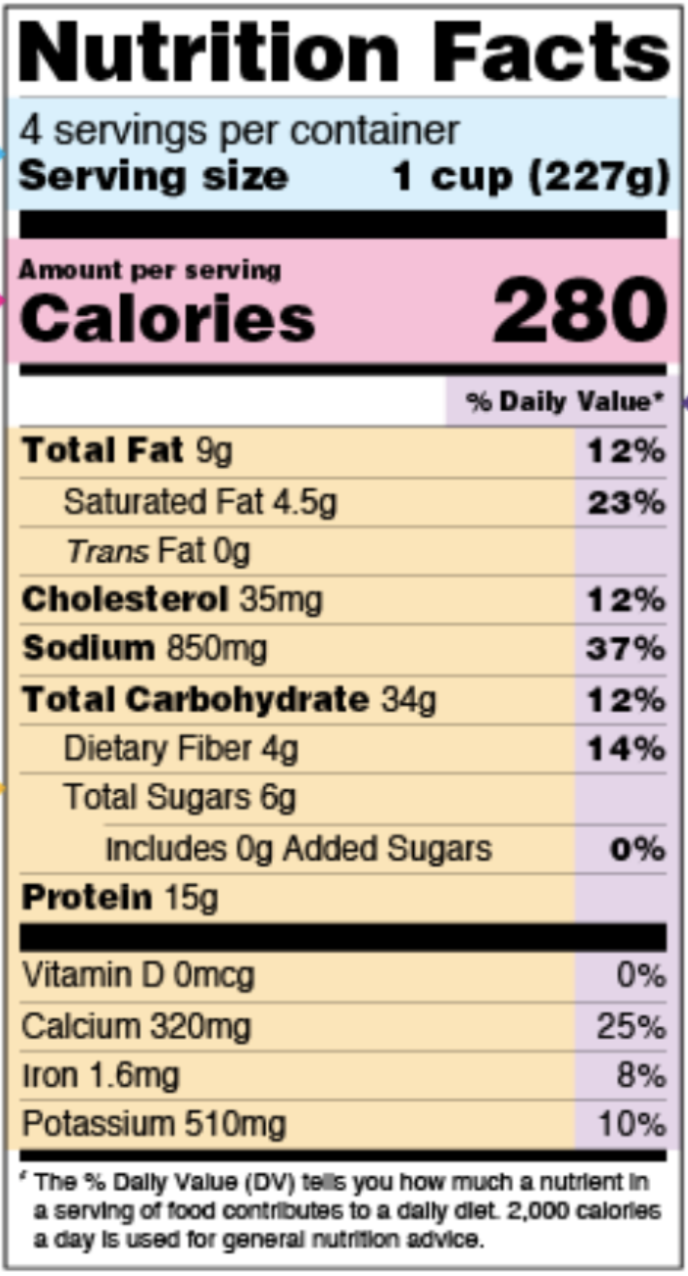 Nutrition Facts
4 servings per container
Serving size 1 cup (227g)
Amount per serving
Calories 280
% Daily Value*
Total Fat 9g 12%
Saturated Fat 4.5g 23%
Trans Fat 0g
Cholesterol 35mg 12%
Sodium 850mg 37%
Total Carbohydrate 34g 12%
Dietary Fiber 4g 14%
Total Sugars 6g
Includes 0g Added Sugars 0%
Protein 15g
Vitamin D 0mcg 0%
Calcium 320mg 25%
Iron 1.6mg 8%
Potassium 510mg 10%
* The % Daily Value (DV) tells you how much a nutrient in
a serving of food contributes to a daily diet. 2,000 calories
a day is used for general nutrition advice.